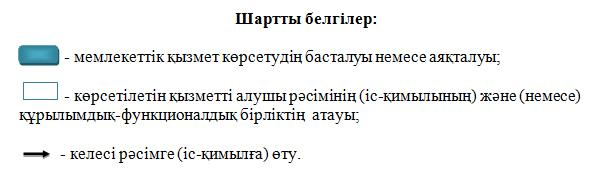 Шартты белгілер:
- мемлекеттік қызмет көрсетудің басталуы немесе аяқталуы;
- көрсетілетін қызметті алушы рәсімінің (іс-қимылының) және (немесе)
құрылымдық-функционалдық бірліктің атауы;
- келесі рәсімге (іс-қимылға) өту.